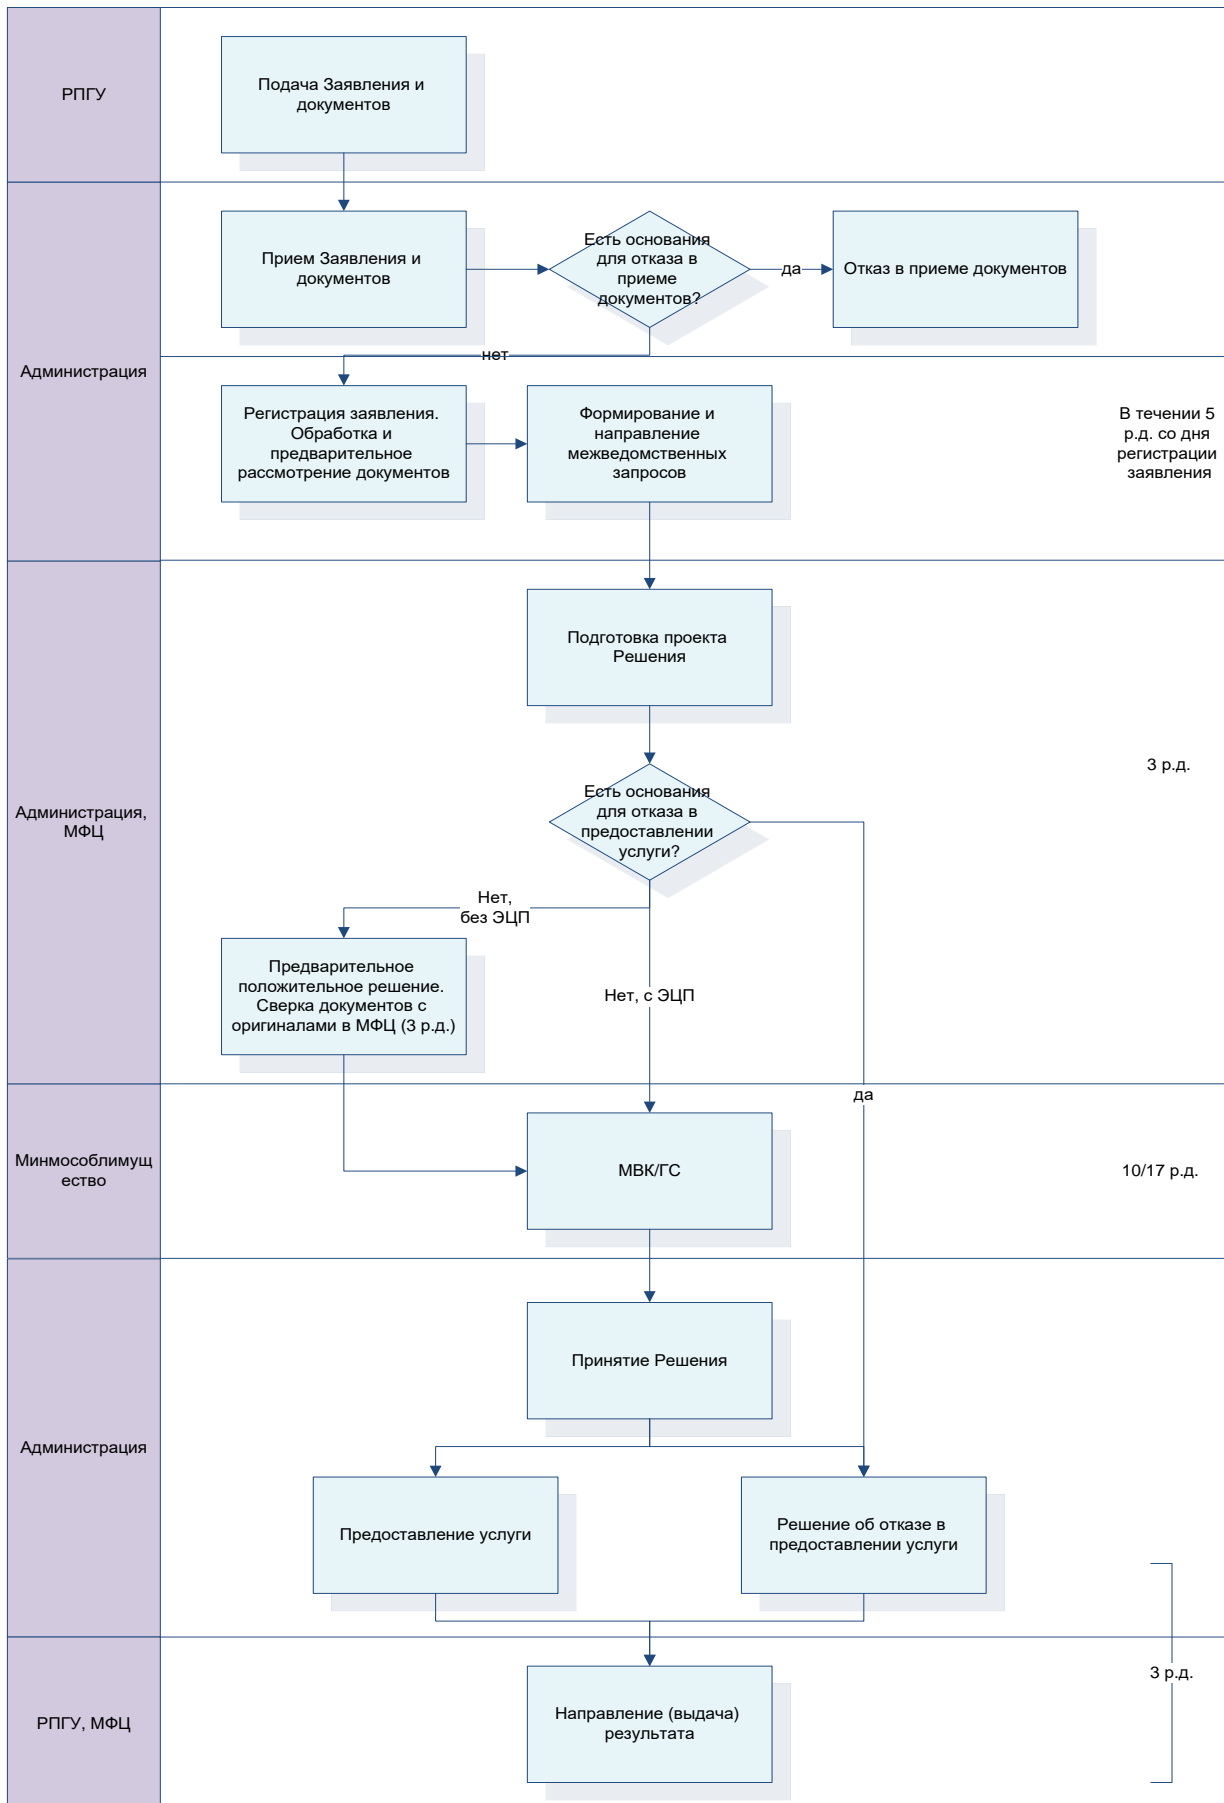 РПГУ
Подача Заявления и
документов
Прием Заявления и
документов
Есть основания
для отказа в
приеме
документов?
да
Отказ в приеме документов
нет
Администрация
Регистрация заявления.
Обработка и
предварительное
рассмотрение документов
Формирование и
направление
межведомственных
запросов
В течении 5
р.д. со дня
регистрации
заявления
Подготовка проекта
Решения
3 р.д.
Администрация,
МФЦ
Есть основания
для отказа в
предоставлении
услуги?
Нет,
без ЭЦП
Предварительное
положительное решение.
Сверка документов с
оригиналами в МФЦ (3 р.д.)
Нет, с ЭЦП
да
Минмособлимущ
ество
МВК/ГС
10/17 р.д.
Принятие Решения
Администрация
Предоставление услуги
Решение об отказе в
предоставлении услуги
3 р.д.
РПГУ, МФЦ
Направление (выдача)
результата